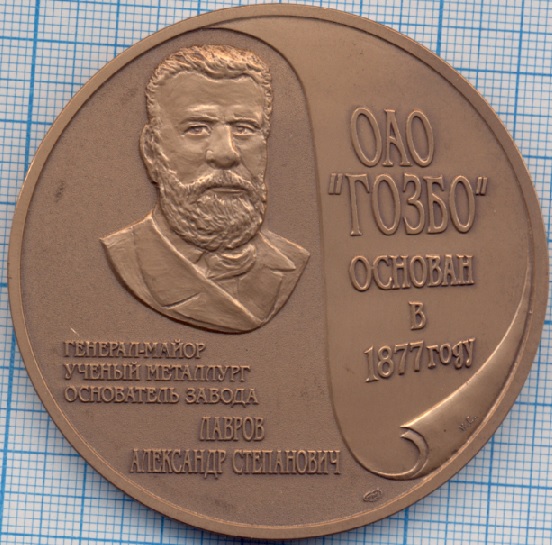 ОАО
"ГОЗБО"
ОСНОВАН
В
1877 году
ГЕНЕРАЛ-МАЙОР
УЧЕНЫЙ МЕТАЛЛУРГ
ОСНОВАТЕЛЬ ЗАВОДА
ЛАВРОВ
АЛЕКСАНДР СТЕПАНОВИЧ